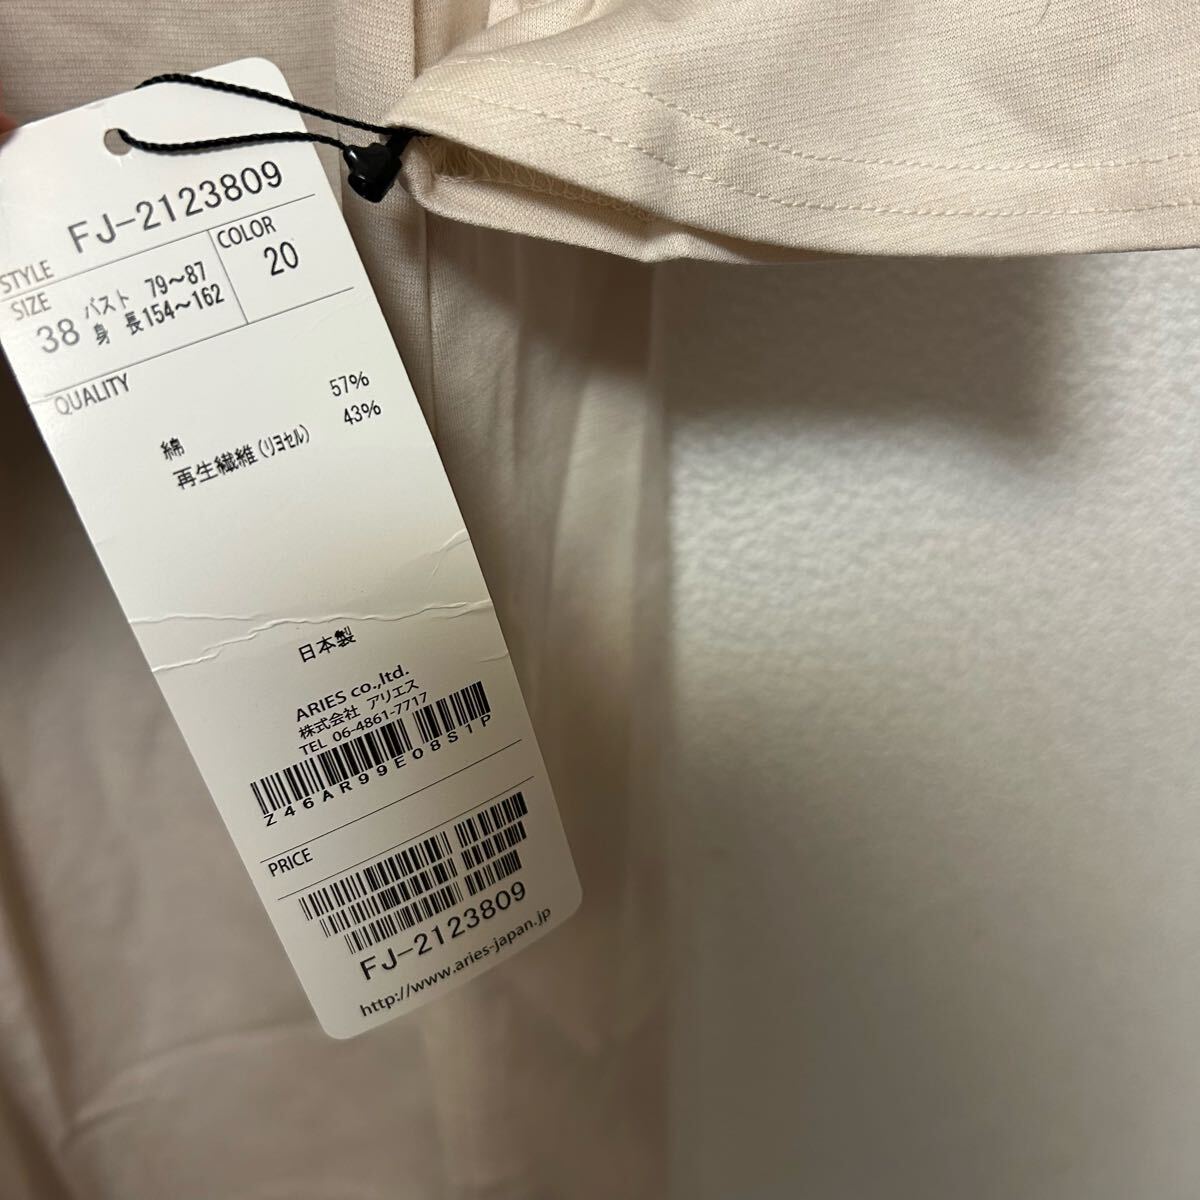 FJ-2123809
STYLE
SIZE
COLOR
38
バスト 79~87
身 長154~162
20
QUALITY
綿 57%
再生繊維(リヨセル) 43%
日本製
ARIES co.,ltd.
株式会社 アリエス
TEL 06-4861-7717
Z46AR99E08S1P
PRICE
FJ-2123809
http://www.aries-japan.jp